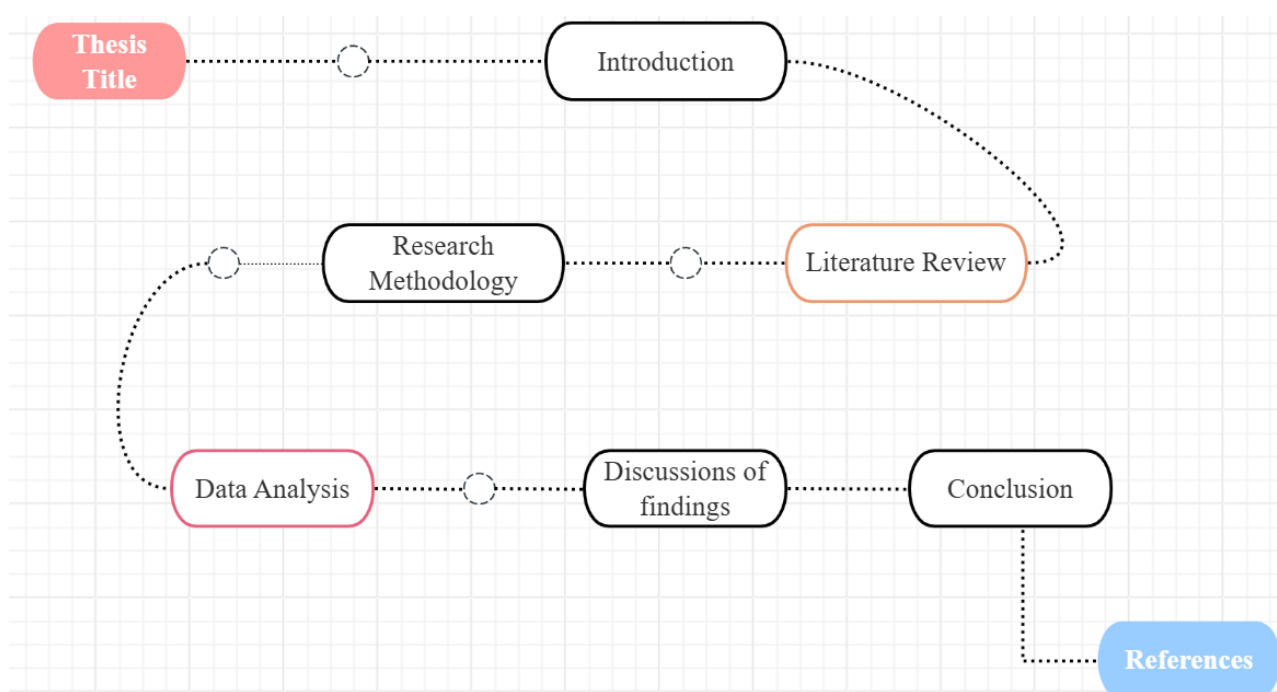 Thesis
Title
Introduction
Literature Review
Research
Methodology
Data Analysis
Discussions of
findings
Conclusion
References